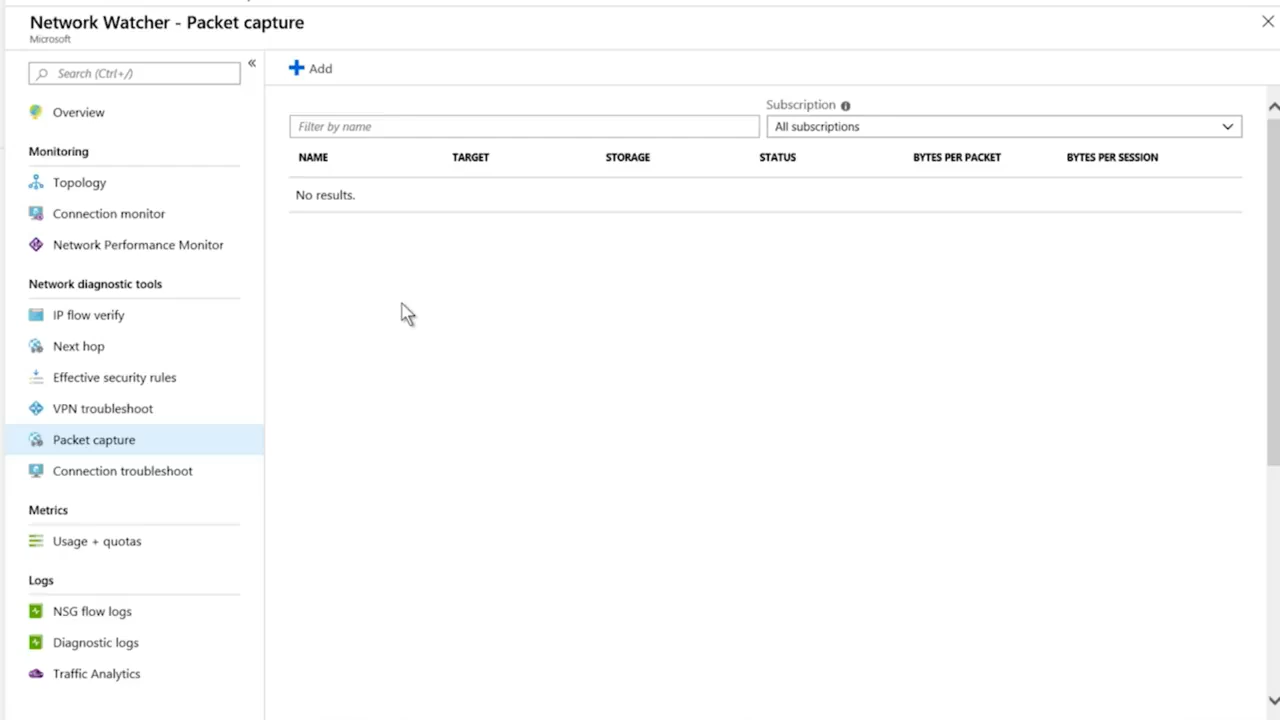 Network Watcher - Packet capture
Microsoft
Search (Ctrl+/)
«
Overview
Monitoring
Topology
Connection monitor
Network Performance Monitor
Network diagnostic tools
IP flow verify
Next hop
Effective security rules
VPN troubleshoot
Packet capture
Connection troubleshoot
Metrics
Usage + quotas
Logs
NSG flow logs
Diagnostic logs
Traffic Analytics
Add
Subscription
Filter by name
All subscriptions
NAME TARGET STORAGE STATUS BYTES PER PACKET BYTES PER SESSION
No results.